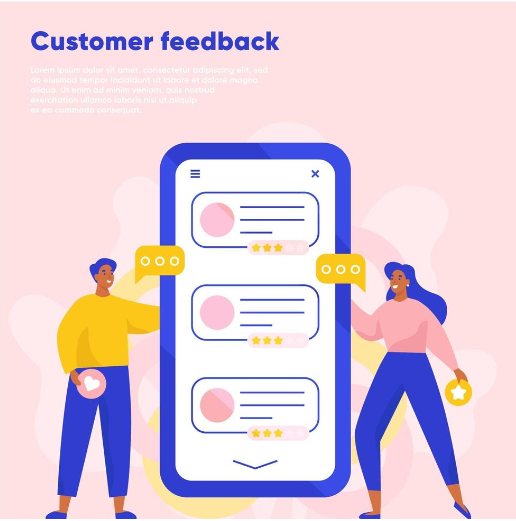 Customer feedback
Lorem ipsum dolor sit amet, consectetur adipiscing elit, sed
do eiusmod tempor incididunt ut labore et dolore magna
aliqua. Ut enim ad minim veniam, quis nostrud
exercitation ullamco laboris nisi ut aliquip
ex ea commodo consequat.